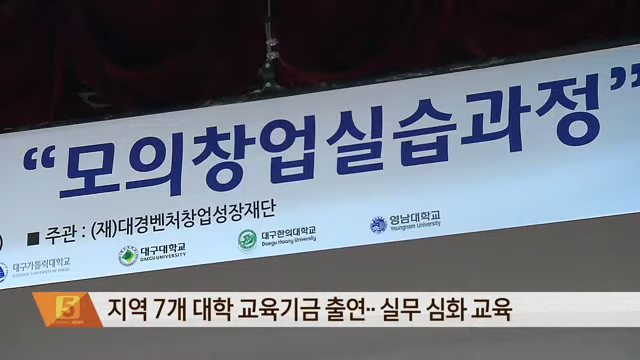 “모의창업실습과정”
■ 주관 : (재)대경벤처창업성장재단
대구가톨릭대학교
대구대학교
DAEGU UNIVERSITY
대구한의대학교
Daegu Haany University
영남대학교
Yeungnam University
5
지역 7개 대학 교육기금 출연·· 실무 심화 교육